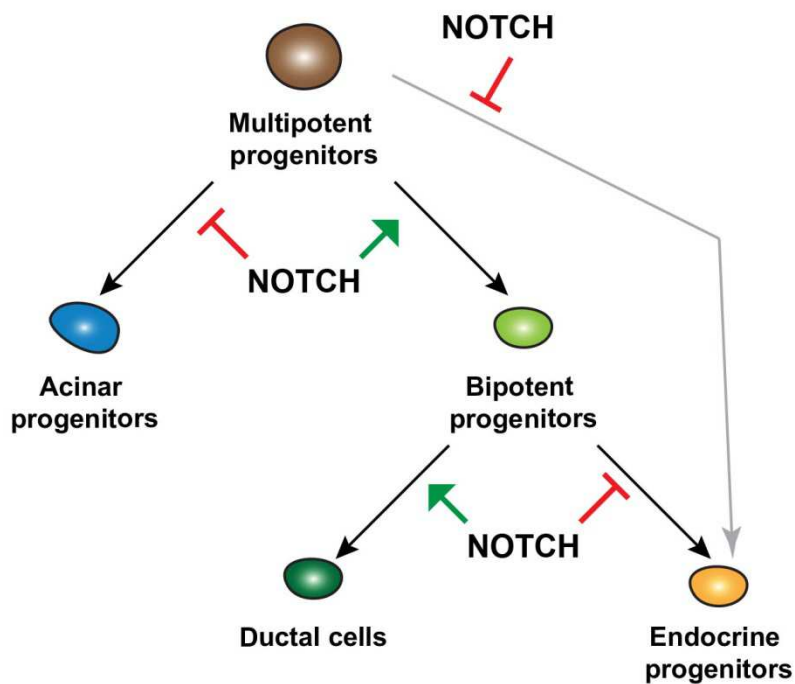 NOTCH
Multipotent
progenitors
NOTCH
Acinar
progenitors
Bipotent
progenitors
NOTCH
Ductal cells
Endocrine
progenitors